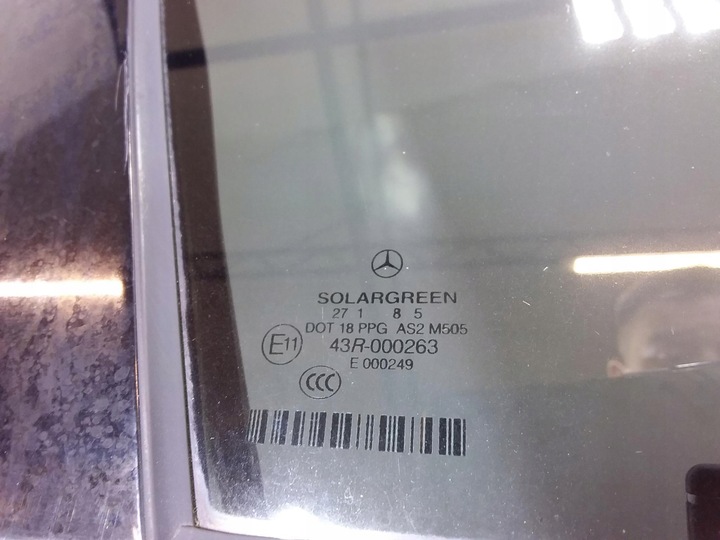 SOLARGREEN
27 1 8 5
DOT 18 PPG AS2 M505
E11 43R-000263
E 000249
CCC